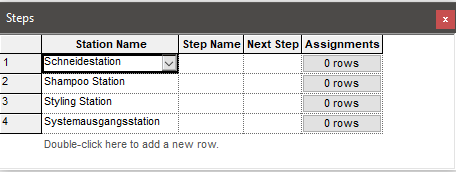 Steps x
Station Name Step Name Next Step Assignments
1 Schneidestation 0 rows
2 Shampoo Station 0 rows
3 Styling Station 0 rows
4 Systemausgangsstation 0 rows
Double-click here to add a new row.